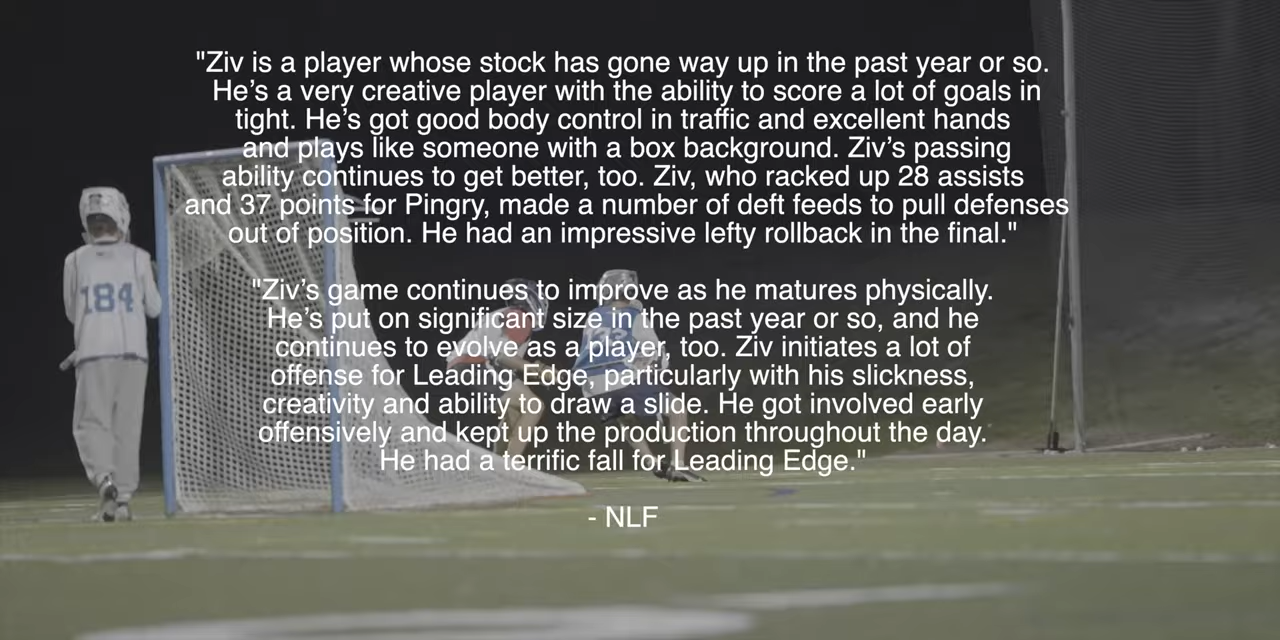 "Ziv is a player whose stock has gone way up in the past year or so.
He’s a very creative player with the ability to score a lot of goals in
tight. He’s got good body control in traffic and excellent hands
and plays like someone with a box background. Ziv’s passing
ability continues to get better, too. Ziv, who racked up 28 assists
and 37 points for Pingry, made a number of deft feeds to pull defenses
out of position. He had an impressive lefty rollback in the final."
"Ziv’s game continues to improve as he matures physically.
He’s put on significant size in the past year or so, and he
continues to evolve as a player, too. Ziv initiates a lot of
offense for Leading Edge, particularly with his slickness,
creativity and ability to draw a slide. He got involved early
offensively and kept up the production throughout the day.
He had a terrific fall for Leading Edge."
- NLF
184